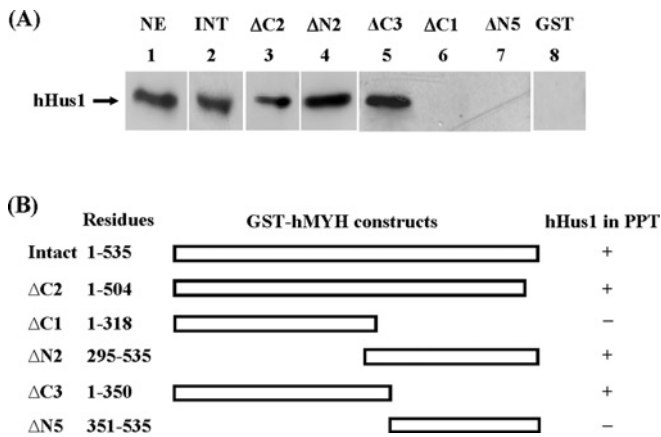 (A)
NE INT ΔC2 ΔN2 ΔC3 ΔC1 ΔN5 GST
1 2 3 4 5 6 7 8
hHus1
(B)
Residues GST-hMYH constructs hHus1 in PPT
Intact 1-535 +
ΔC2 1-504 +
ΔC1 1-318 −
ΔN2 295-535 +
ΔC3 1-350 +
ΔN5 351-535 −